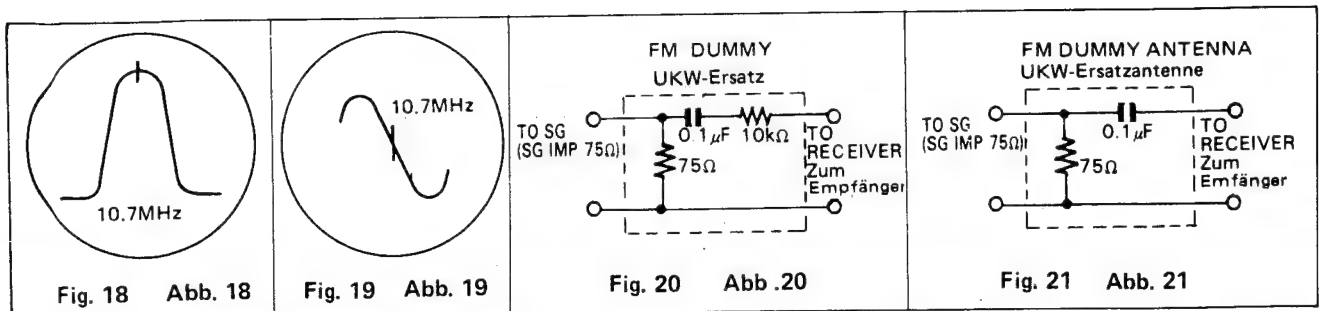 10.7MHz
Fig. 18 Abb. 18
10.7MHz
Fig. 19 Abb. 19
FM DUMMY
UKW-Ersatz
TO SG
(SG IMP 75Ω)
0.1μF 10kΩ
75Ω
TO
RECEIVER
Zum
Empfänger
Fig. 20 Abb .20
FM DUMMY ANTENNA
UKW-Ersatzantenne
TO SG
(SG IMP 75Ω)
0.1μF
75Ω
TO
RECEIVER
Zum
Emfänger
Fig. 21 Abb. 21